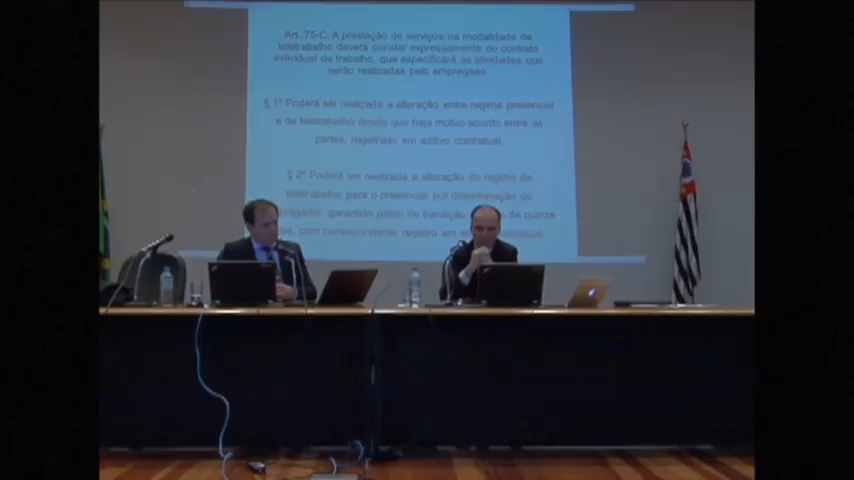 Art. 75-C. A prestação de serviços na modalidade de
teletrabalho deverá constar expressamente do contrato
individual de trabalho, que especificará as atividades que
serão realizadas pelo empregado
§ 1º Poderá ser realizada a alteração entre regime presencial
e de teletrabalho desde que haja mútuo acordo entre as
partes, registrado em aditivo contratual
§ 2º Poderá ser realizada a alteração do regime de
teletrabalho para o presencial por determinação do
garantido prazo de transição de quinze
com correspondente registro em contratual